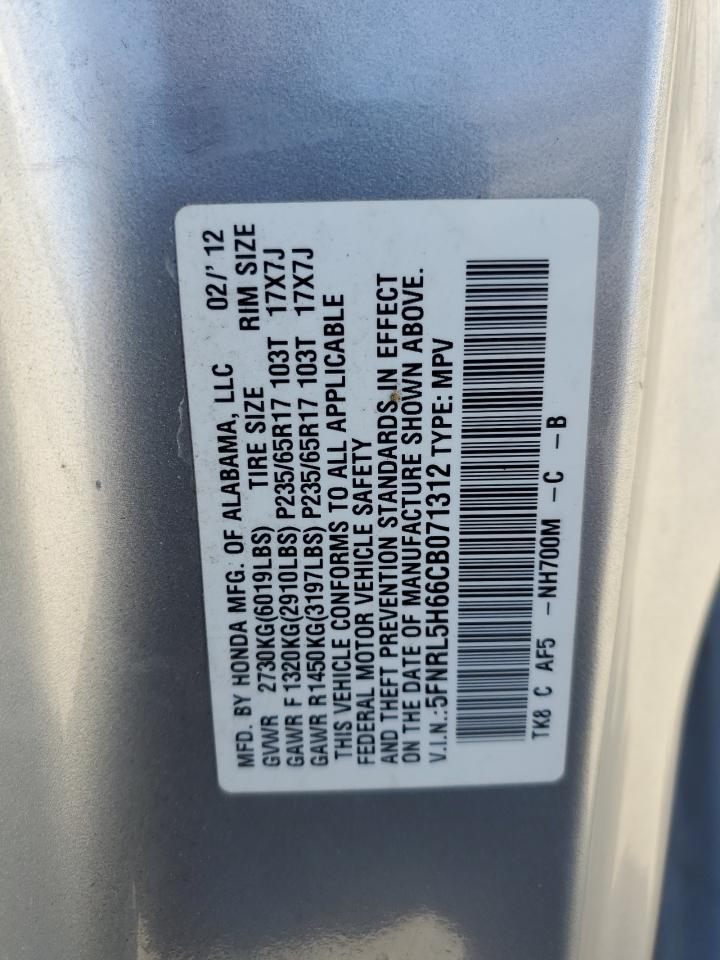 MFD. BY HONDA MFG. OF ALABAMA, LLC 02/' 12
GVWR 2730KG(6019LBS) TIRE SIZE RIM SIZE
GAWR F 1320KG(2910LBS) P235/65R17 103T 17X7J
GAWR R1450KG(3197LBS) P235/65R17 103T 17X7J
THIS VEHICLE CONFORMS TO ALL APPLICABLE
FEDERAL MOTOR VEHICLE SAFETY
AND THEFT PREVENTION STANDARDS IN EFFECT
ON THE DATE OF MANUFACTURE SHOWN ABOVE.
V.I.N.:5FNRL5H66CB071312 TYPE: MPV
TK8 C AF5 -NH700M -C -B